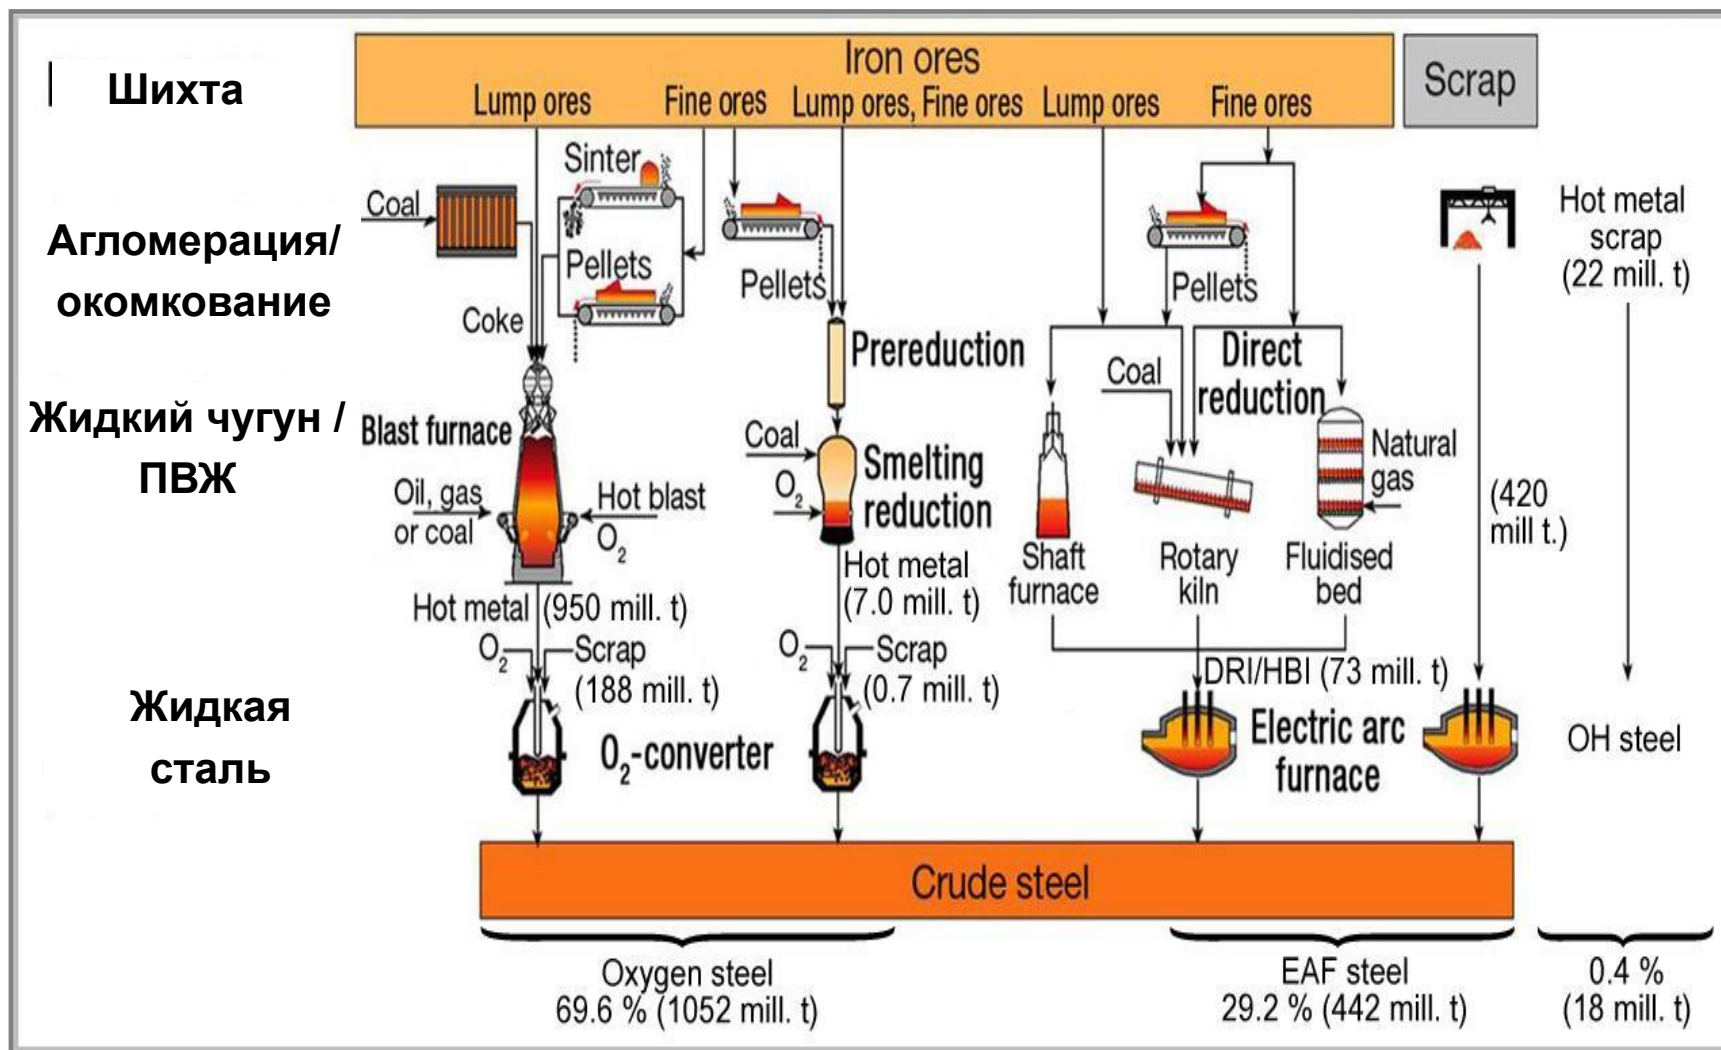 Шихта
Iron ores
Scrap
Lump ores
Fine ores
Lump ores, Fine ores
Lump ores
Fine ores
Агломерация/
окомкование
Coal
Sinter
Pellets
Coke
Pellets
Pellets
Hot metal
scrap
(22 mill. t)
Жидкий чугун /
ПВЖ
Blast furnace
Oil, gas
or coal
Hot blast
O₂
Prereduction
Coal
O₂
Smelting
reduction
Direct
reduction
Coal
Natural
gas
(420
mill t.)
Shaft
furnace
Rotary
kiln
Fluidised
bed
Hot metal (950 mill. t)
Hot metal
(7.0 mill. t)
Жидкая
сталь
O₂
Scrap
(188 mill. t)
O₂
Scrap
(0.7 mill. t)
DRI/HBI (73 mill. t)
O₂-converter
Electric arc
furnace
OH steel
Crude steel
Oxygen steel
69.6 % (1052 mill. t)
EAF steel
29.2 % (442 mill. t)
0.4 %
(18 mill. t)